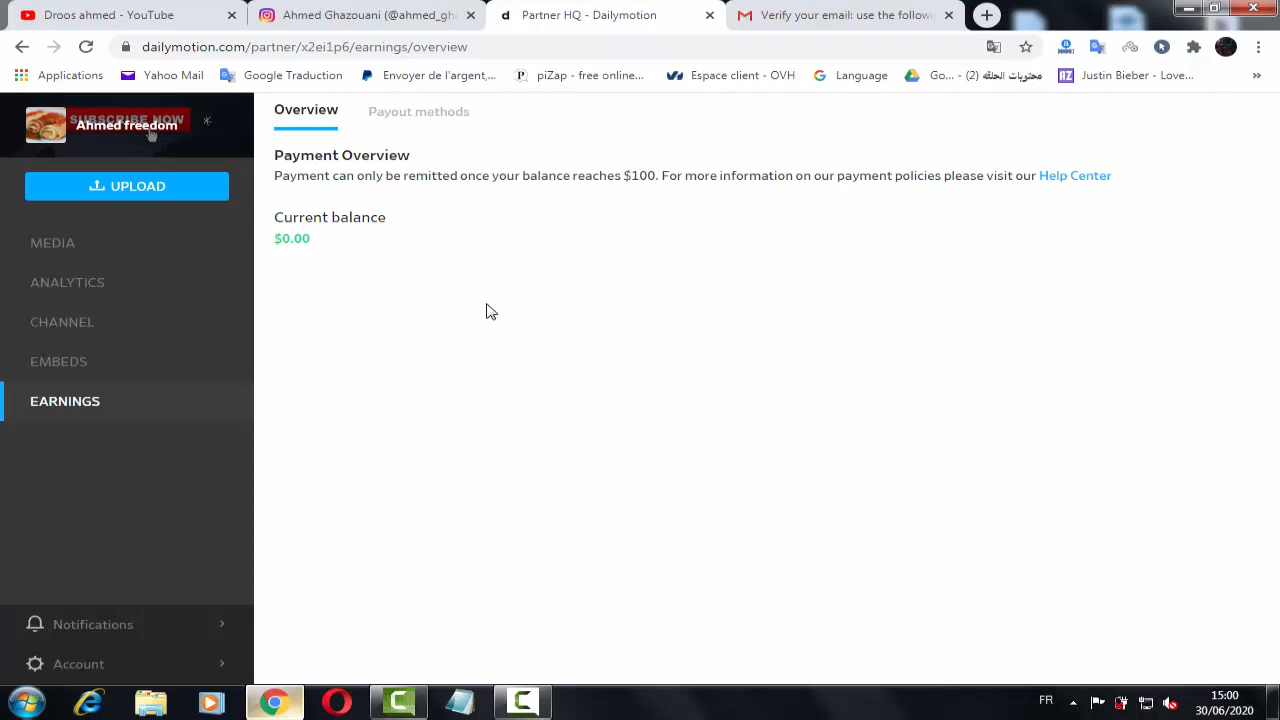 Droos ahmed - YouTube
Ahmed Ghazouani (@ahmed_gha
d Partner HQ - Dailymotion
Verify your email: use the follow
dailymotion.com/partner/x2ei1p6/earnings/overview
Applications
Yahoo Mail
Google Traduction
Envoyer de l'argent,...
piZap - free online...
Espace client - OVH
Language
Go... - (2) محتويات الحلقه
Justin Bieber - Love...
»
SUBSCRIBE NOW
Ahmed freedom
UPLOAD
MEDIA
ANALYTICS
CHANNEL
EMBEDS
EARNINGS
Notifications
Account
Overview
Payout methods
Payment Overview
Payment can only be remitted once your balance reaches $100. For more information on our payment policies please visit our Help Center
Current balance
$0.00
FR
15:00
30/06/2020